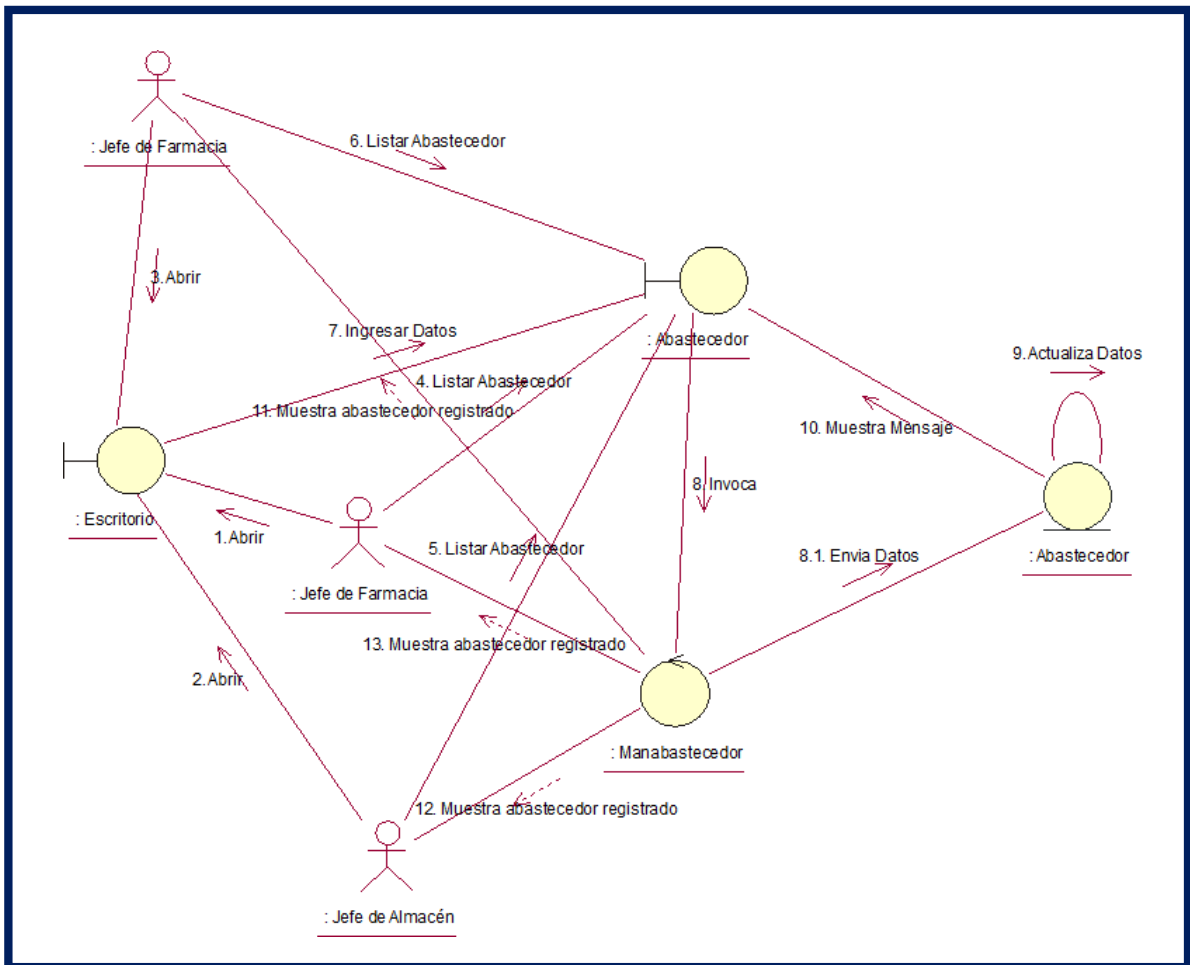 : Jefe de Farmacia
6. Listar Abastecedor
3.Abrir
7. Ingresar Datos
: Abastecedor
9.Actualiza Datos
4. Listar Abastecedor
11. Muestra abastecedor registrado
10. Muestra Mensaje
8. Invoca
: Escritorio
1.Abrir
5. Listar Abastecedor
8.1. Envia Datos
: Abastecedor
: Jefe de Farmacia
13. Muestra abastecedor registrado
2.Abrir
: Manabastecedor
12. Muestra abastecedor registrado
: Jefe de Almacén